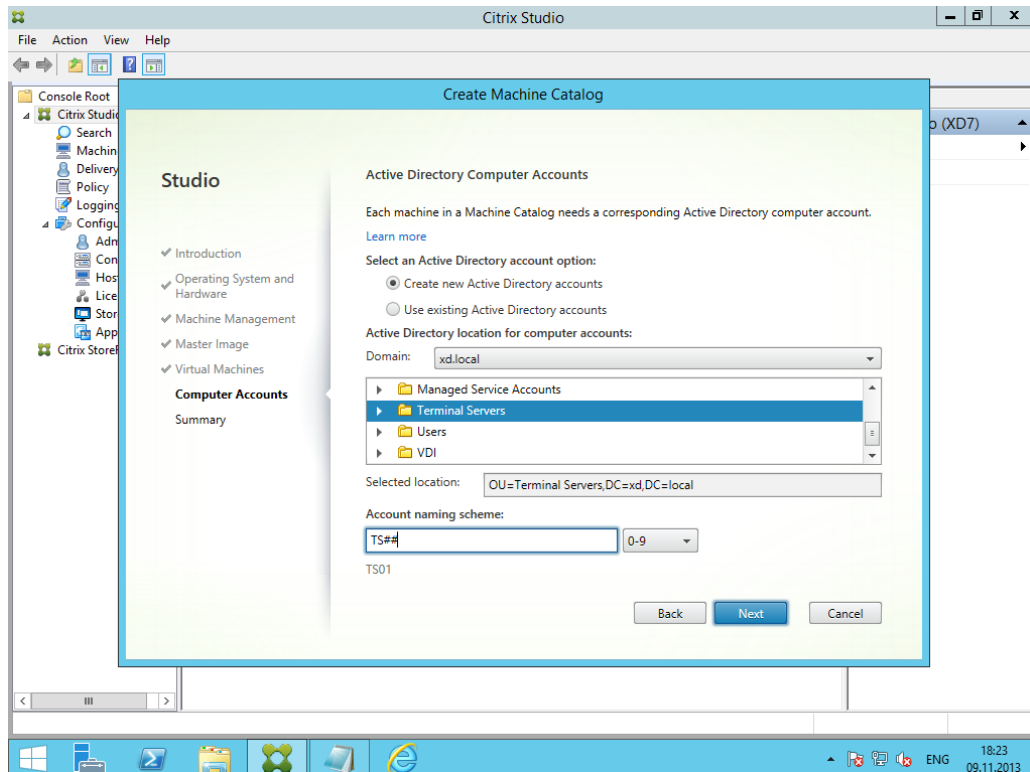 Citrix Studio
File Action View Help
Console Root
Citrix Studio
Search
Machin
Delivery
Policy
Logging
Configu
Adm
Con
Hos
Lice
Stor
App
Citrix StoreF
o (XD7)
Create Machine Catalog
Studio
Introduction
Operating System and
Hardware
Machine Management
Master Image
Virtual Machines
Computer Accounts
Summary
Active Directory Computer Accounts
Each machine in a Machine Catalog needs a corresponding Active Directory computer account.
Learn more
Select an Active Directory account option:
Create new Active Directory accounts
Use existing Active Directory accounts
Active Directory location for computer accounts:
Domain: xd.local
Managed Service Accounts
Terminal Servers
Users
VDI
Selected location: OU=Terminal Servers,DC=xd,DC=local
Account naming scheme:
TS## 0-9
TS01
Back Next Cancel
ENG 18:23
09.11.2013